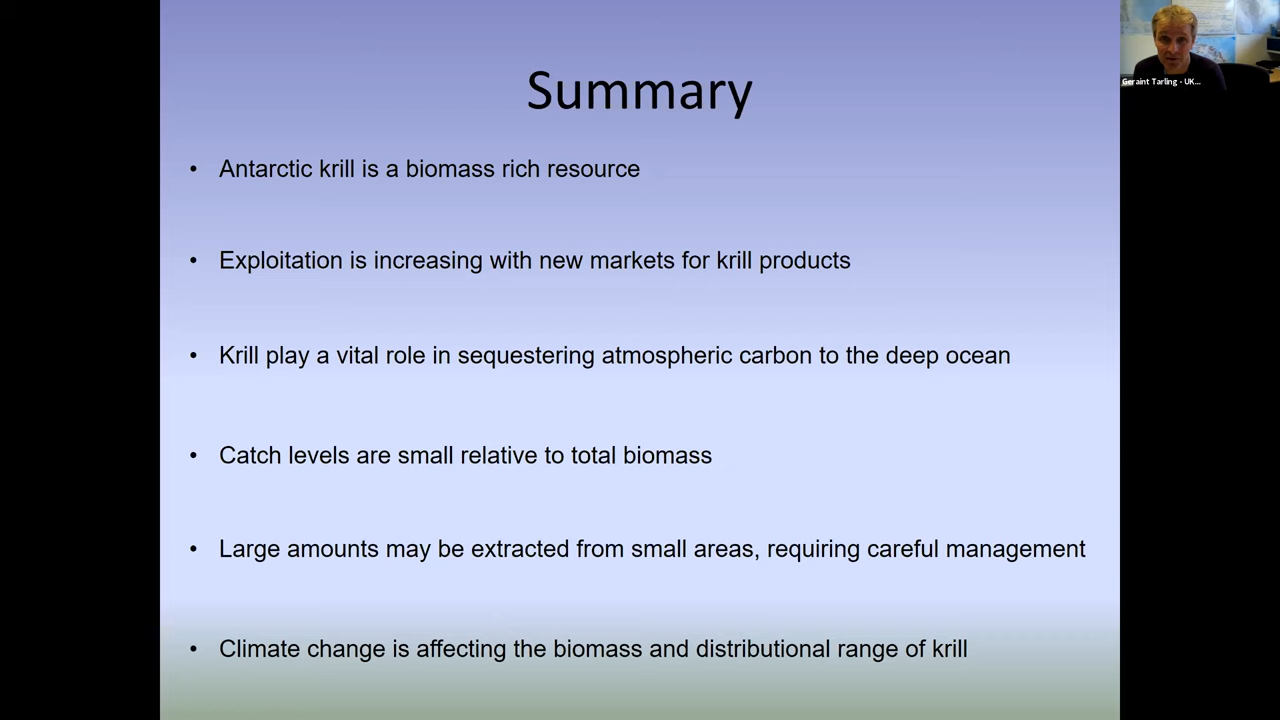 Summary
• Antarctic krill is a biomass rich resource
• Exploitation is increasing with new markets for krill products
• Krill play a vital role in sequestering atmospheric carbon to the deep ocean
• Catch levels are small relative to total biomass
• Large amounts may be extracted from small areas, requiring careful management
• Climate change is affecting the biomass and distributional range of krill
Geraint Tarling - UK...